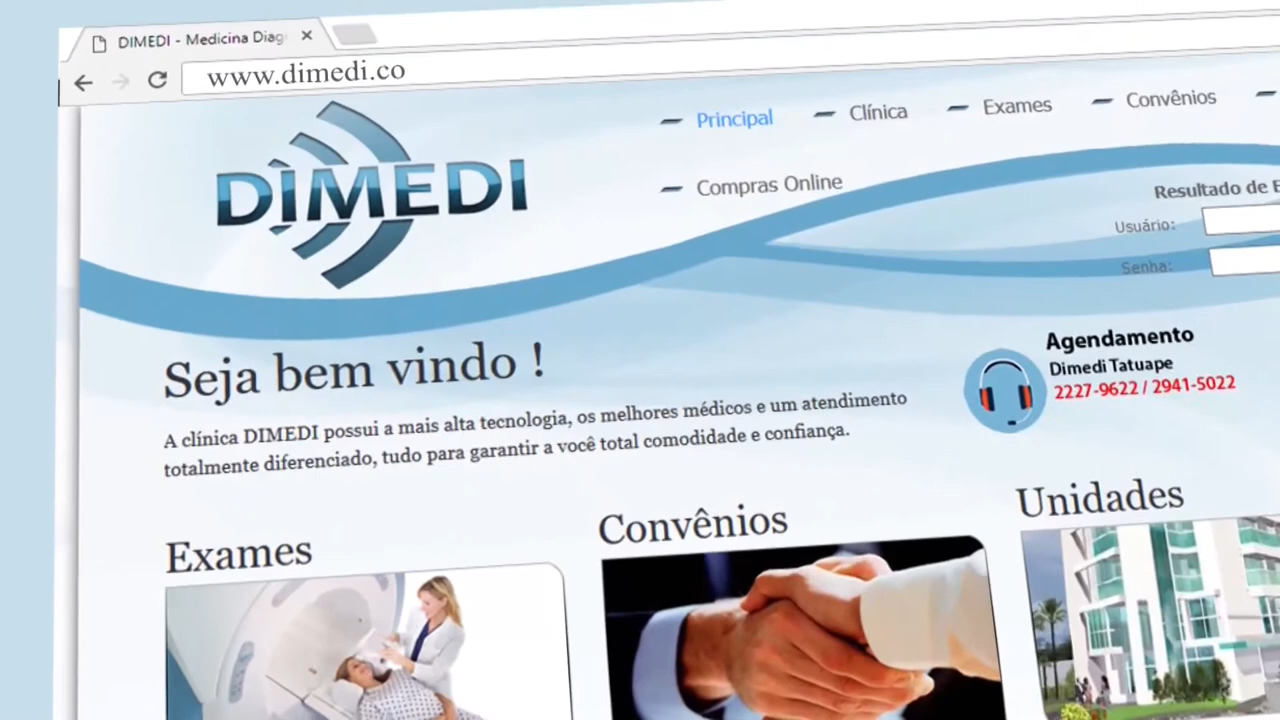 DIMEDI - Medicina Diag
www.dimedi.co
DIMEDI
Principal
Clínica
Exames
Convênios
Compras Online
Resultado de E
Usuário:
Senha:
Seja bem vindo !
A clínica DIMEDI possui a mais alta tecnologia, os melhores médicos e um atendimento
totalmente diferenciado, tudo para garantir a você total comodidade e confiança.
Agendamento
Dimedi Tatuape
2227-9622 / 2941-5022
Exames
Convênios
Unidades